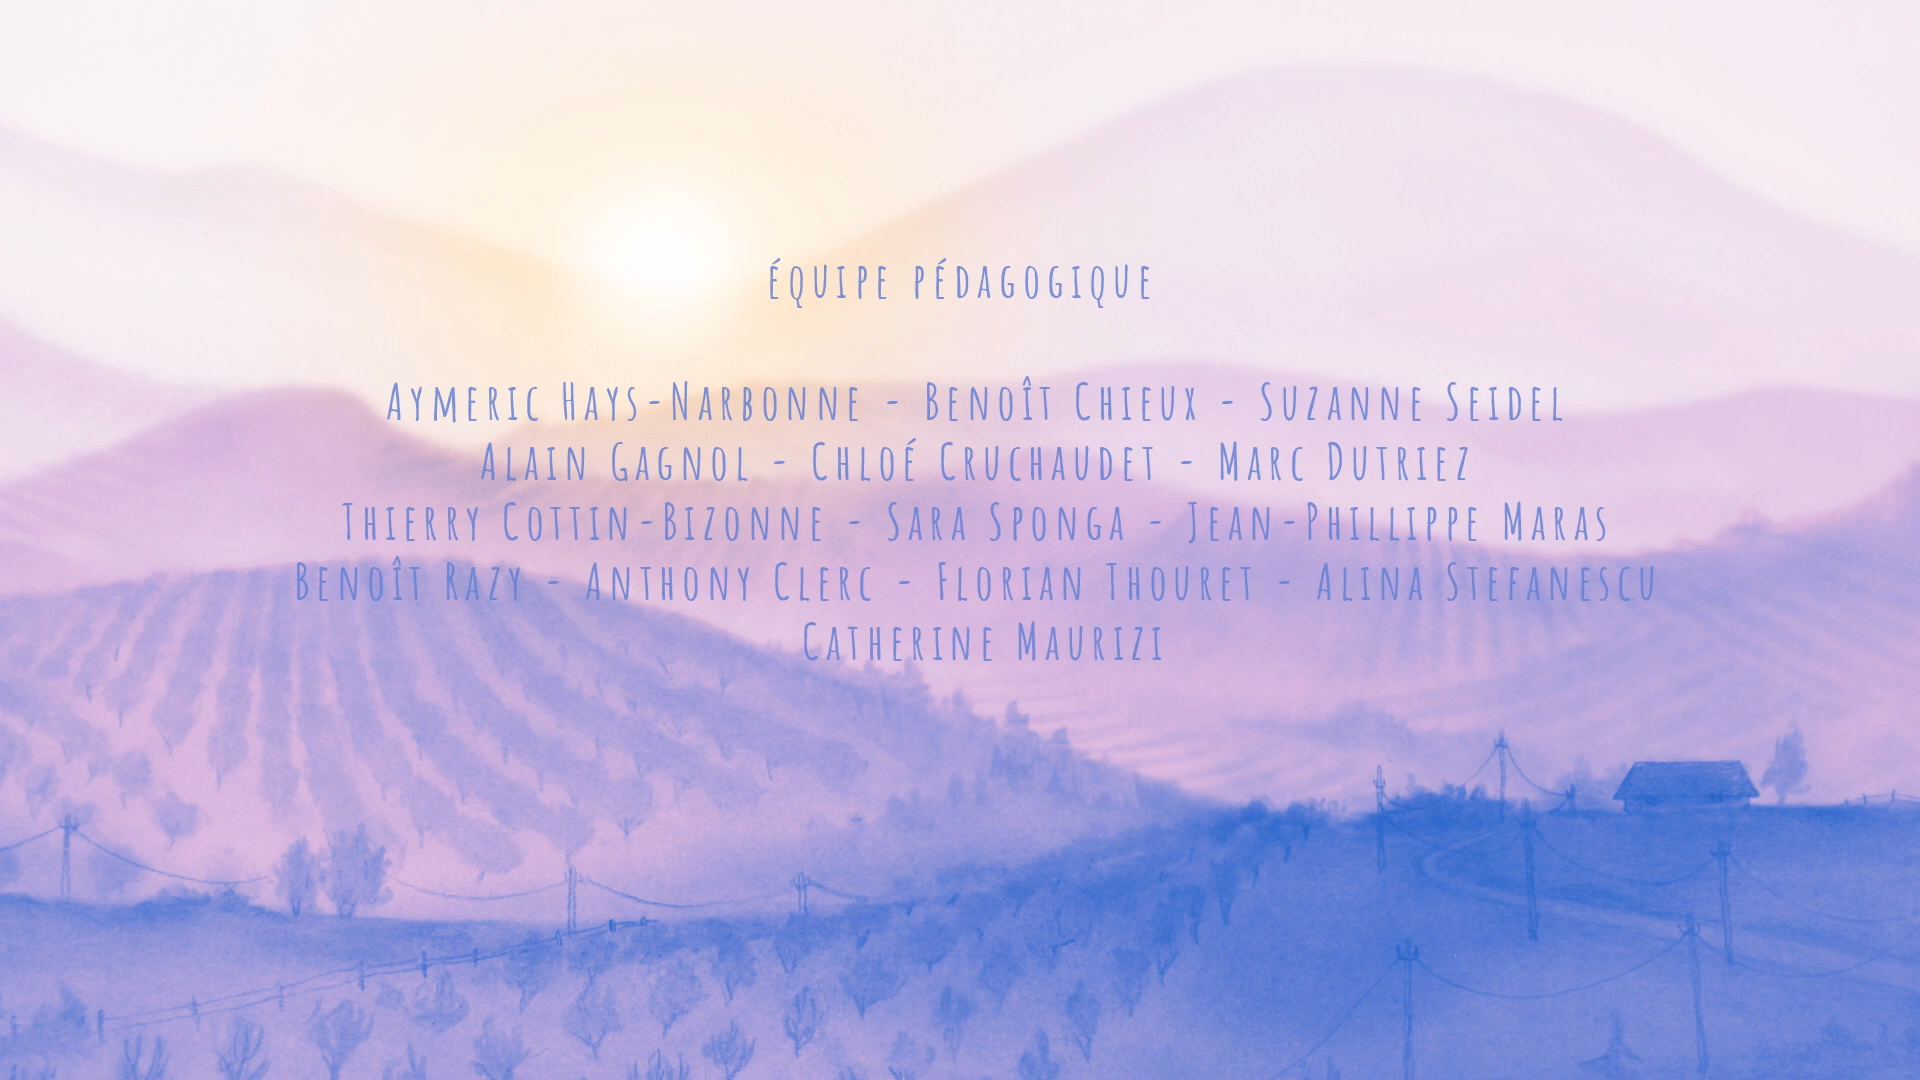 équipe pédagogique
Aymeric Hays-Narbonne - Benoît Chieux - Suzanne Seidel
Alain Gagnol - Chloé Cruchaudet - Marc Dutriez
Thierry Cottin-Bizonne - Sara Sponga - Jean-Phillippe Maras
Benoît Razy - Anthony Clerc - Florian Thouret - Alina Stefanescu
Catherine Maurizi